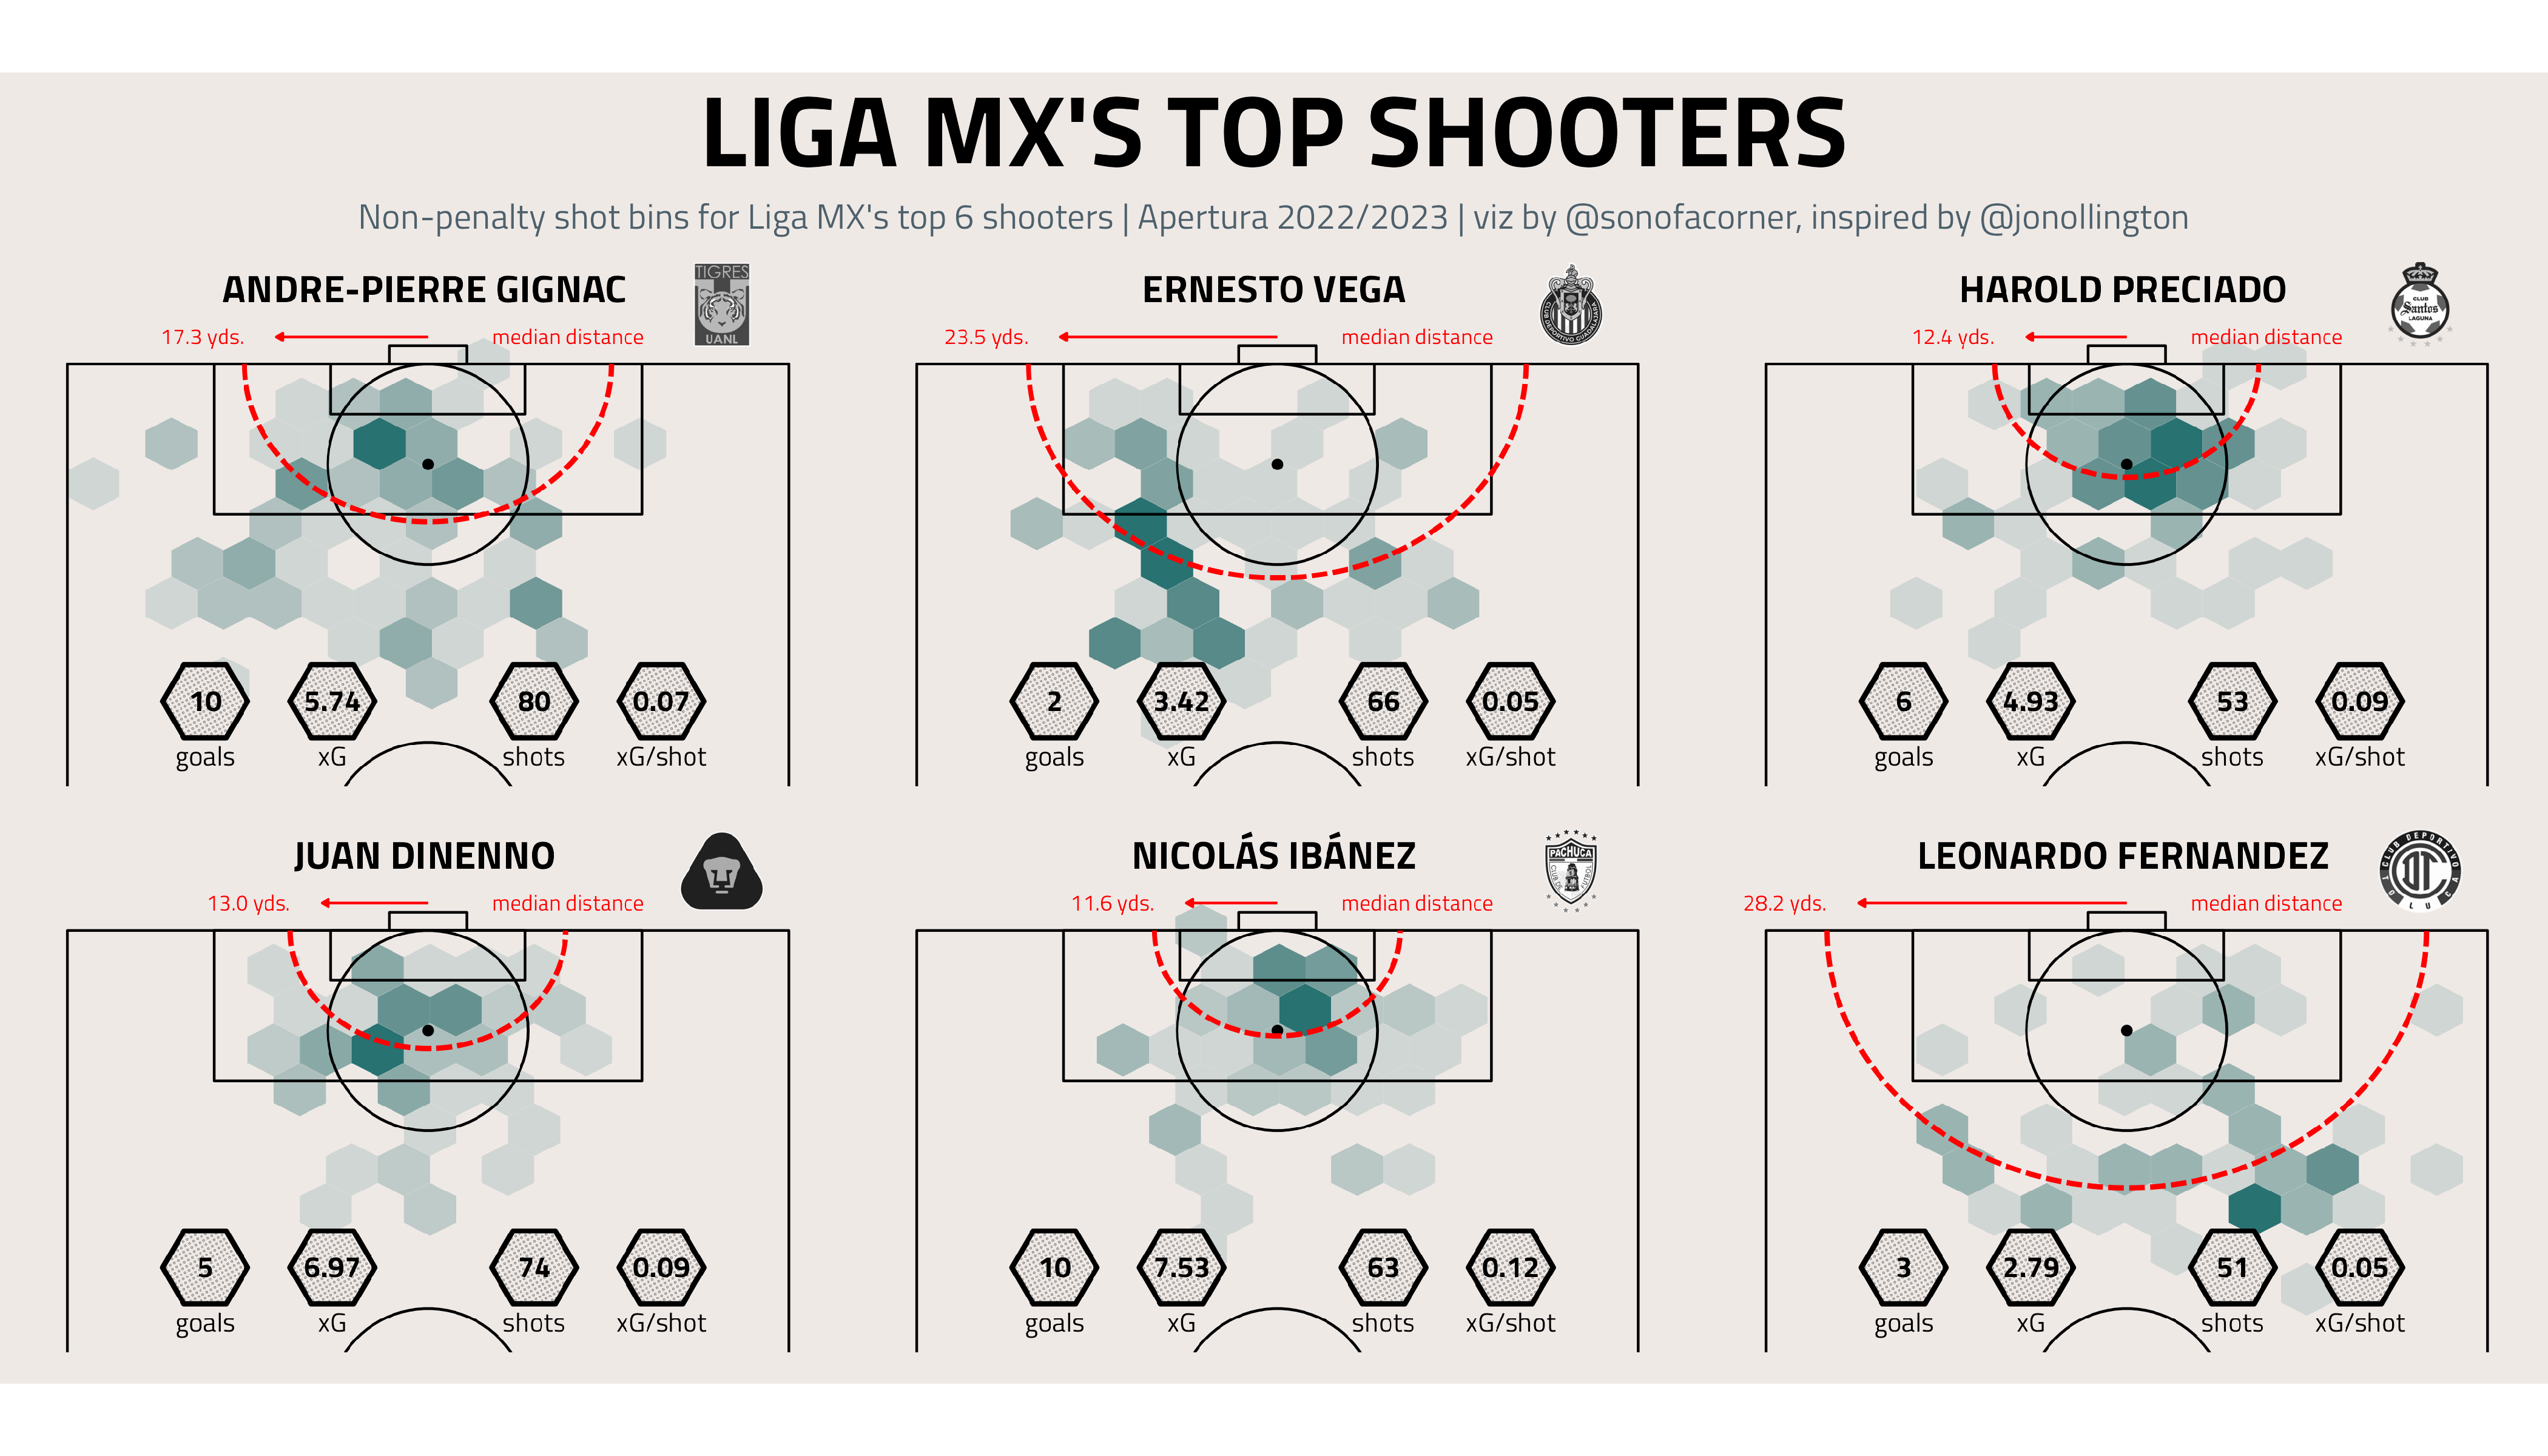 LIGA MX'S TOP SHOOTERS
Non-penalty shot bins for Liga MX's top 6 shooters | Apertura 2022/2023 | viz by @sonofacorner, inspired by @jonollington
ANDRE-PIERRE GIGNAC
TIGRES
UANL
17.3 yds.
median distance
10
5.74
80
0.07
goals
xG
shots
xG/shot
ERNESTO VEGA
23.5 yds.
median distance
2
3.42
66
0.05
goals
xG
shots
xG/shot
HAROLD PRECIADO
CLUB
Santos
LAGUNA
12.4 yds.
median distance
6
4.93
53
0.09
goals
xG
shots
xG/shot
JUAN DINENNO
13.0 yds.
median distance
5
6.97
74
0.09
goals
xG
shots
xG/shot
NICOLÁS IBÁNEZ
PACHUCA
11.6 yds.
median distance
10
7.53
63
0.12
goals
xG
shots
xG/shot
LEONARDO FERNANDEZ
CLUB DEPORTIVO TOLUCA
28.2 yds.
median distance
3
2.79
51
0.05
goals
xG
shots
xG/shot